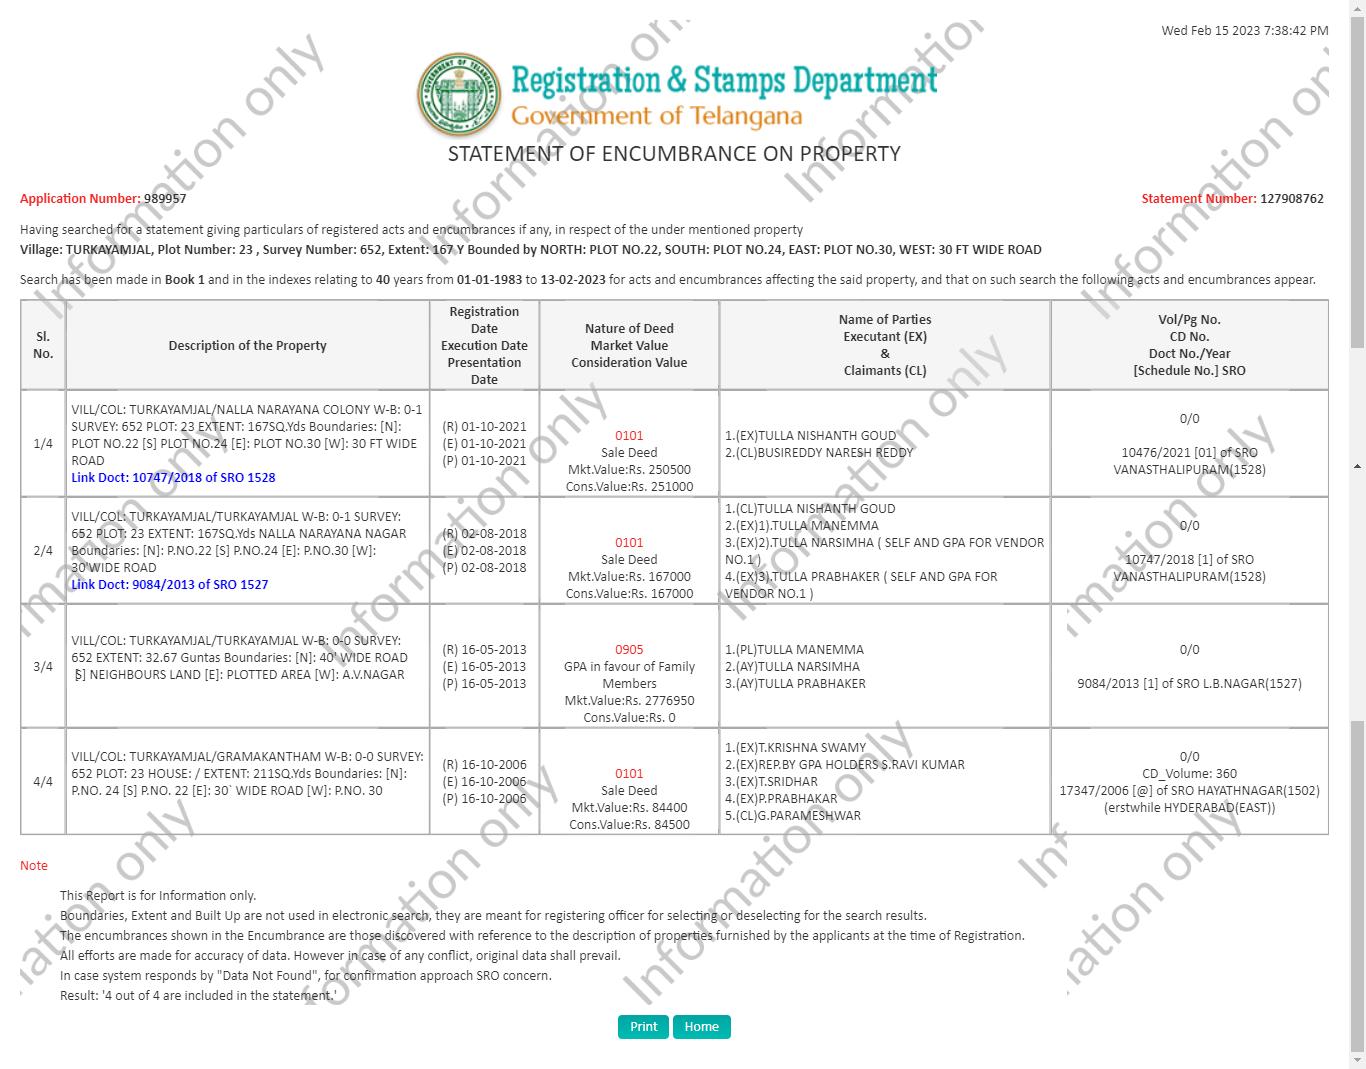 Wed Feb 15 2023 7:38:42 PM
Registration & Stamps Department
Government of Telangana
STATEMENT OF ENCUMBRANCE ON PROPERTY
Application Number: 989957
Statement Number: 127908762
Having searched for a statement giving particulars of registered acts and encumbrances if any, in respect of the under mentioned property
Village: TURKAYAMJAL, Plot Number: 23 , Survey Number: 652, Extent: 167 Y Bounded by NORTH: PLOT NO.22, SOUTH: PLOT NO.24, EAST: PLOT NO.30, WEST: 30 FT WIDE ROAD
Search has been made in Book 1 and in the indexes relating to 40 years from 01-01-1983 to 13-02-2023 for acts and encumbrances affecting the said property, and that on such search the following acts and encumbrances appear.
Sl.
No.
Description of the Property
Registration
Date
Execution Date
Presentation
Date
Nature of Deed
Market Value
Consideration Value
Name of Parties
Executant (EX)
&
Claimants (CL)
Vol/Pg No.
CD No.
Doct No./Year
[Schedule No.] SRO
1/4
VILL/COL: TURKAYAMJAL/NALLA NARAYANA COLONY W-B: 0-1
SURVEY: 652 PLOT: 23 EXTENT: 167SQ.Yds Boundaries: [N]:
PLOT NO.22 [S] PLOT NO.24 [E]: PLOT NO.30 [W]: 30 FT WIDE
ROAD
Link Doct: 10747/2018 of SRO 1528
(R) 01-10-2021
(E) 01-10-2021
(P) 01-10-2021
0101
Sale Deed
Mkt.Value:Rs. 250500
Cons.Value:Rs. 251000
1.(EX)TULLA NISHANTH GOUD
2.(CL)BUSIREDDY NARESH REDDY
0/0
10476/2021 [01] of SRO
VANASTHALIPURAM(1528)
2/4
VILL/COL: TURKAYAMJAL/TURKAYAMJAL W-B: 0-1 SURVEY:
652 PLOT: 23 EXTENT: 167SQ.Yds NALLA NARAYANA NAGAR
Boundaries: [N]: P.NO.22 [S] P.NO.24 [E]: P.NO.30 [W]:
30'WIDE ROAD
Link Doct: 9084/2013 of SRO 1527
(R) 02-08-2018
(E) 02-08-2018
(P) 02-08-2018
0101
Sale Deed
Mkt.Value:Rs. 167000
Cons.Value:Rs. 167000
1.(CL)TULLA NISHANTH GOUD
2.(EX)1).TULLA MANEMMA
3.(EX)2).TULLA NARSIMHA ( SELF AND GPA FOR VENDOR
NO.1 )
4.(EX)3).TULLA PRABHAKER ( SELF AND GPA FOR
VENDOR NO.1 )
0/0
10747/2018 [1] of SRO
VANASTHALIPURAM(1528)
3/4
VILL/COL: TURKAYAMJAL/TURKAYAMJAL W-B: 0-0 SURVEY:
652 EXTENT: 32.67 Guntas Boundaries: [N]: 40' WIDE ROAD
[S] NEIGHBOURS LAND [E]: PLOTTED AREA [W]: A.V.NAGAR
(R) 16-05-2013
(E) 16-05-2013
(P) 16-05-2013
0905
GPA in favour of Family
Members
Mkt.Value:Rs. 2776950
Cons.Value:Rs. 0
1.(PL)TULLA MANEMMA
2.(AY)TULLA NARSIMHA
3.(AY)TULLA PRABHAKER
0/0
9084/2013 [1] of SRO L.B.NAGAR(1527)
4/4
VILL/COL: TURKAYAMJAL/GRAMAKANTHAM W-B: 0-0 SURVEY:
652 PLOT: 23 HOUSE: / EXTENT: 211SQ.Yds Boundaries: [N]:
P.NO. 24 [S] P.NO. 22 [E]: 30` WIDE ROAD [W]: P.NO. 30
(R) 16-10-2006
(E) 16-10-2006
(P) 16-10-2006
0101
Sale Deed
Mkt.Value:Rs. 84400
Cons.Value:Rs. 84500
1.(EX)T.KRISHNA SWAMY
2.(EX)REP.BY GPA HOLDERS S.RAVI KUMAR
3.(EX)T.SRIDHAR
4.(EX)P.PRABHAKAR
5.(CL)G.PARAMESHWAR
0/0
CD_Volume: 360
17347/2006 [@] of SRO HAYATHNAGAR(1502)
(erstwhile HYDERABAD(EAST))
Note
This Report is for Information only.
Boundaries, Extent and Built Up are not used in electronic search, they are meant for registering officer for selecting or deselecting for the search results.
The encumbrances shown in the Encumbrance are those discovered with reference to the description of properties furnished by the applicants at the time of Registration.
All efforts are made for accuracy of data. However in case of any conflict, original data shall prevail.
In case system responds by "Data Not Found", for confirmation approach SRO concern.
Result: '4 out of 4 are included in the statement.'
Print
Home
Information only